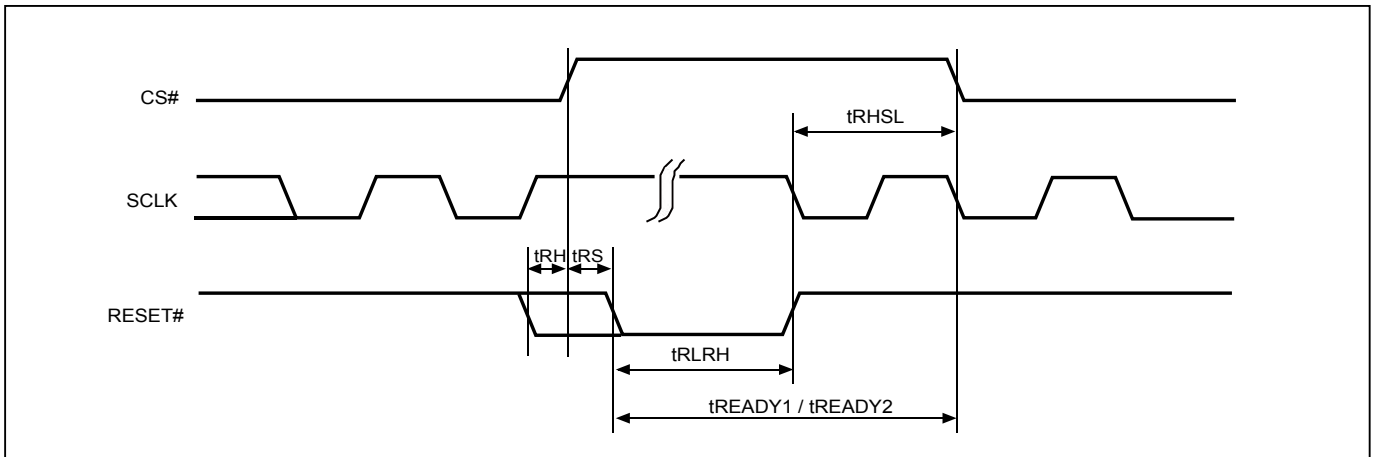 CS#
tRHSL
SCLK
tRH tRS
RESET#
tRLRH
tREADY1 / tREADY2